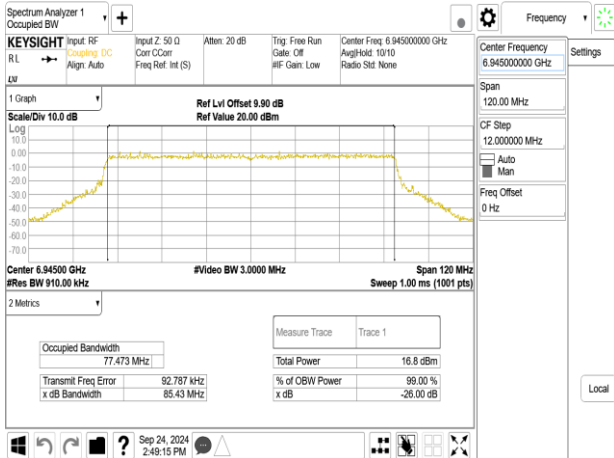 Spectrum Analyzer 1
Occupied BW
Frequency
KEYSIGHT
Input: RF
Coupling: DC
Align: Auto
Input Z: 50 Ω
Corr CCorr
Freq Ref: Int (S)
Atten: 20 dB
Trig: Free Run
Gate: Off
#IF Gain: Low
Center Freq: 6.945000000 GHz
Avg|Hold: 10/10
Radio Std: None
RL
LXI
Center Frequency
6.945000000 GHz
Settings
Span
120.00 MHz
CF Step
12.000000 MHz
Auto
Man
Freq Offset
0 Hz
Local
1 Graph
Scale/Div 10.0 dB
Ref Lvl Offset 9.90 dB
Ref Value 20.00 dBm
Log
10.0
0.00
-10.0
-20.0
-30.0
-40.0
-50.0
-60.0
-70.0
Center 6.94500 GHz
#Video BW 3.0000 MHz
Span 120 MHz
#Res BW 910.00 kHz
Sweep 1.00 ms (1001 pts)
2 Metrics
Measure Trace Trace 1
Occupied Bandwidth
77.473 MHz
Total Power 16.8 dBm
Transmit Freq Error 92.787 kHz
% of OBW Power 99.00 %
x dB Bandwidth 85.43 MHz
x dB -26.00 dB
?
Sep 24, 2024
2:49:15 PM